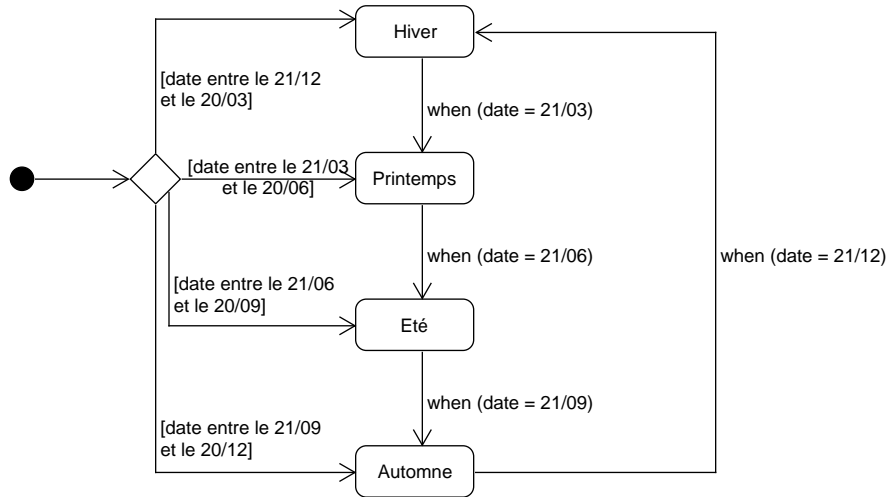 Hiver
[date entre le 21/12
et le 20/03]
when (date = 21/03)
[date entre le 21/03
et le 20/06]
Printemps
when (date = 21/06)
when (date = 21/12)
[date entre le 21/06
et le 20/09]
Eté
when (date = 21/09)
[date entre le 21/09
et le 20/12]
Automne